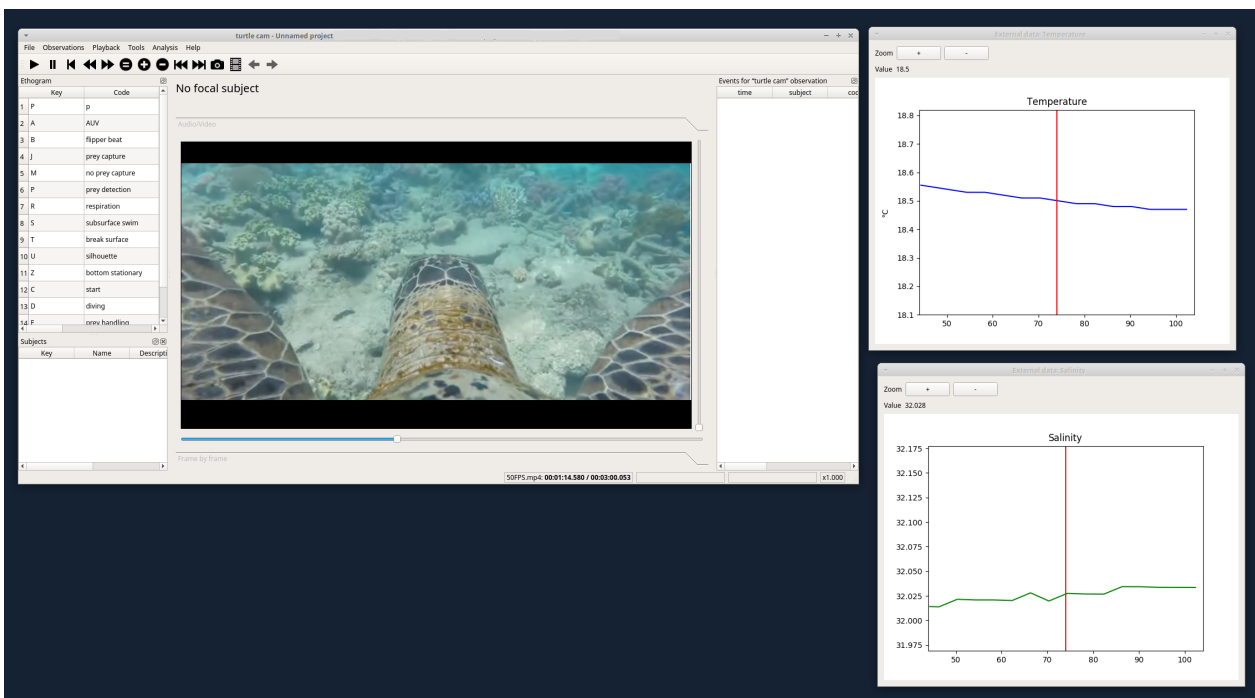 turtle cam - Unnamed project
File Observations Playback Tools Analysis Help
Ethogram
Key Code
1 P p
2 A AUV
3 B flipper beat
4 J prey capture
5 M no prey capture
6 P prey detection
7 R respiration
8 S subsurface swim
9 T break surface
10 U silhouette
11 Z bottom stationary
12 C start
13 D diving
14 F prey handling
Subjects
Key Name Descripti
No focal subject
Audio/Video
Frame by frame
50FPS.mp4: 00:01:14.580 / 00:03:00.053
x1.000
Events for "turtle cam" observation
time subject cod
External data: Temperature
Zoom + -
Value 18.5
Temperature
18.8
18.7
18.6
18.5
18.4
18.3
18.2
18.1
°C
50 60 70 80 90 100
External data: Salinity
Zoom + -
Value 32.028
Salinity
32.175
32.150
32.125
32.100
32.075
32.050
32.025
32.000
31.975
50 60 70 80 90 100